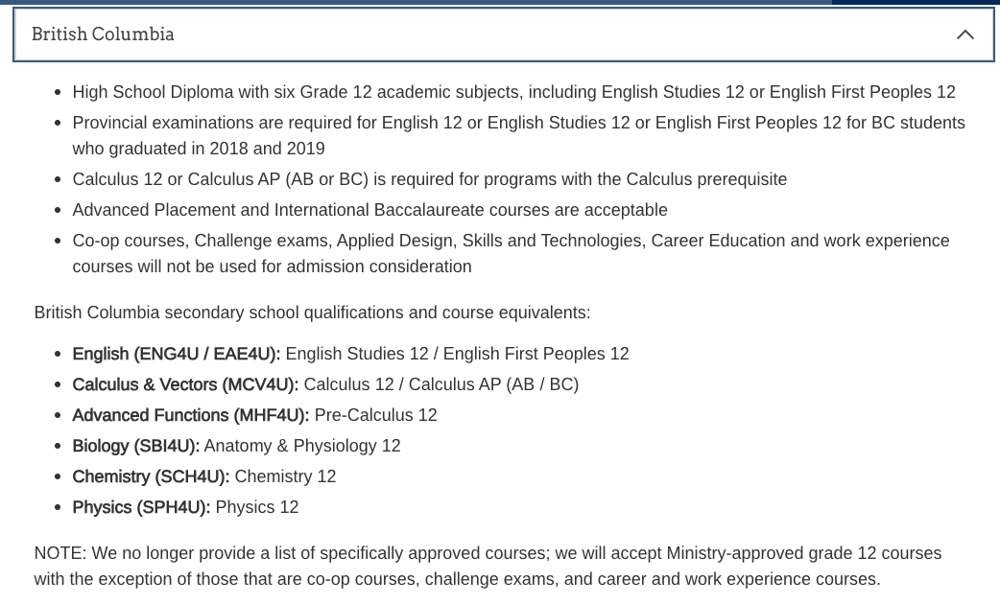 British Columbia
High School Diploma with six Grade 12 academic subjects, including English Studies 12 or English First Peoples 12
Provincial examinations are required for English 12 or English Studies 12 or English First Peoples 12 for BC students
who graduated in 2018 and 2019
Calculus 12 or Calculus AP (AB or BC) is required for programs with the Calculus prerequisite
Advanced Placement and International Baccalaureate courses are acceptable
Co-op courses, Challenge exams, Applied Design, Skills and Technologies, Career Education and work experience
courses will not be used for admission consideration
British Columbia secondary school qualifications and course equivalents:
English (ENG4U / EAE4U): English Studies 12 / English First Peoples 12
Calculus & Vectors (MCV4U): Calculus 12 / Calculus AP (AB / BC)
Advanced Functions (MHF4U): Pre-Calculus 12
Biology (SBI4U): Anatomy & Physiology 12
Chemistry (SCH4U): Chemistry 12
Physics (SPH4U): Physics 12
NOTE: We no longer provide a list of specifically approved courses; we will accept Ministry-approved grade 12 courses
with the exception of those that are co-op courses, challenge exams, and career and work experience courses.